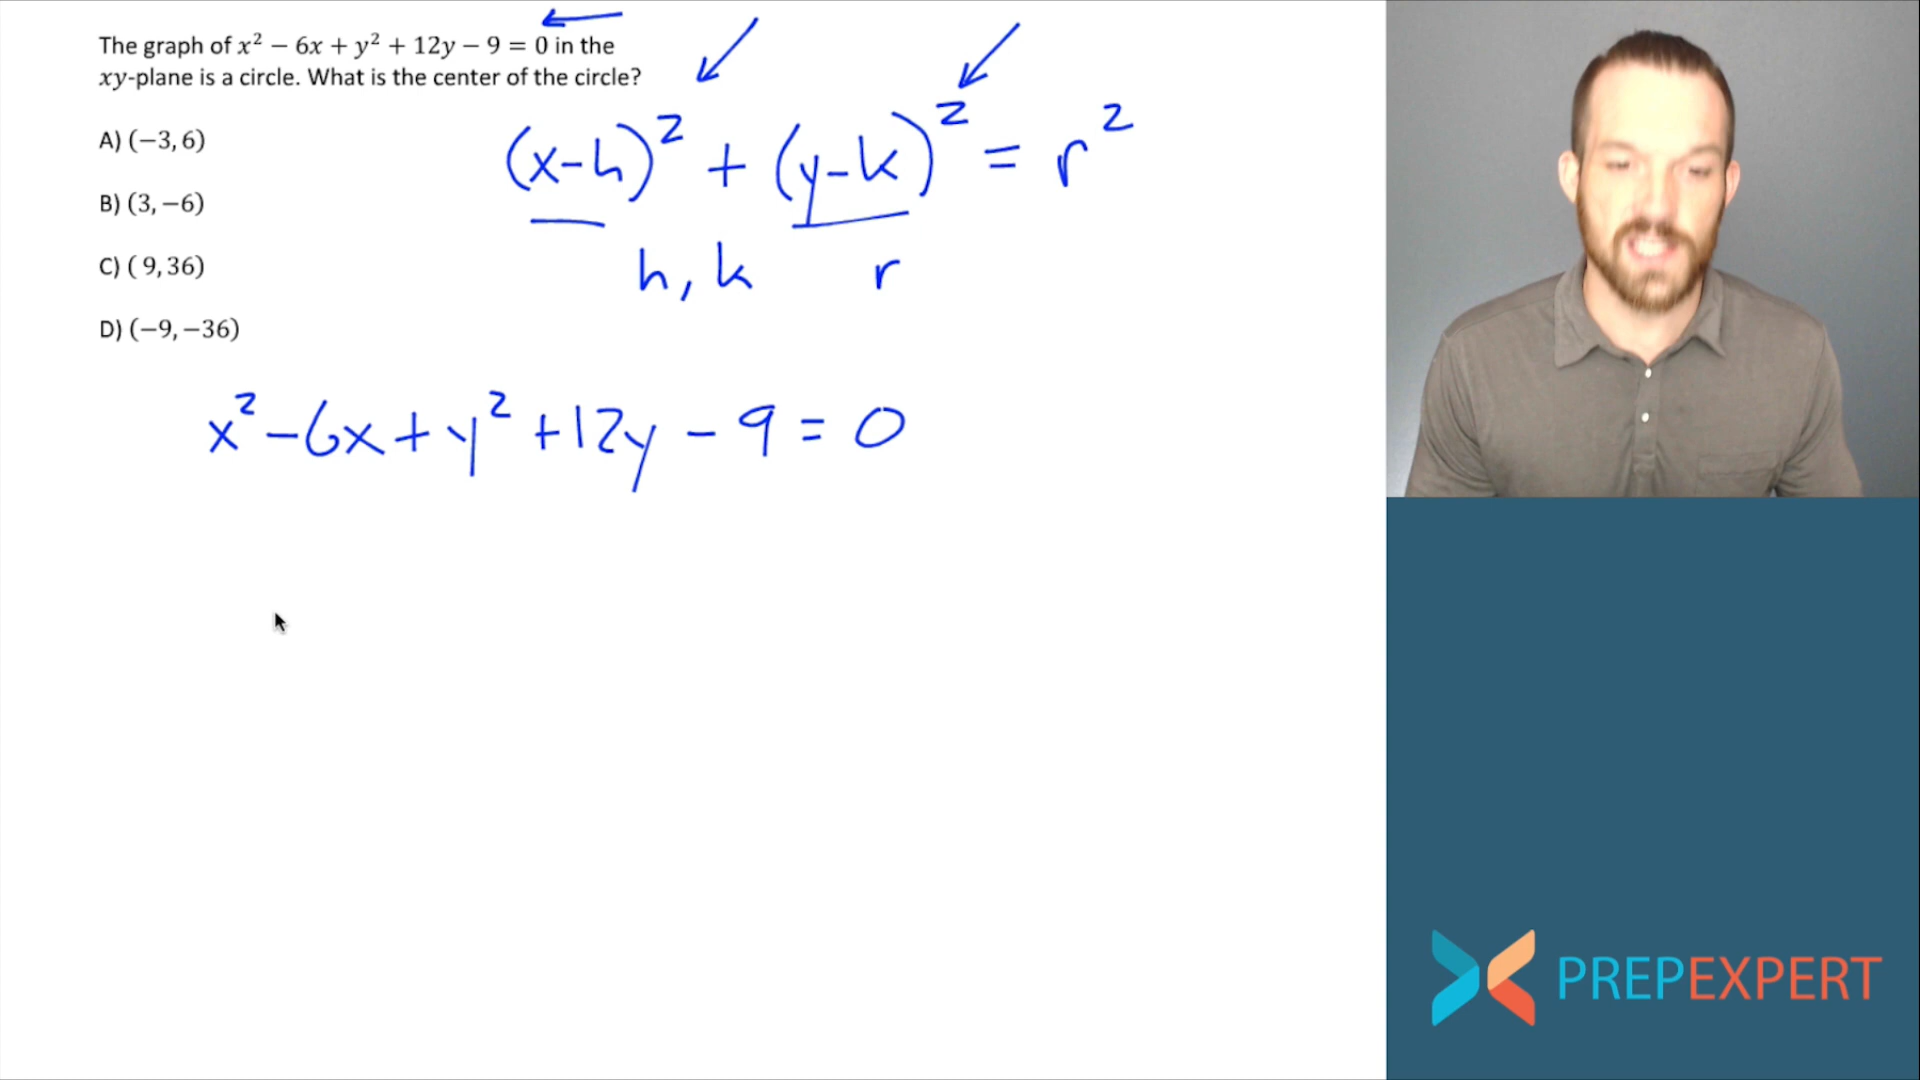 The graph of x² − 6x + y² + 12y − 9 = 0 in the
xy-plane is a circle. What is the center of the circle?
A) (−3, 6)
B) (3, −6)
C) ( 9, 36)
D) (−9, −36)
(x-h)² + (y-k)² = r²
h, k r
x² - 6x + y² + 12y - 9 = 0
PREPEXPERT